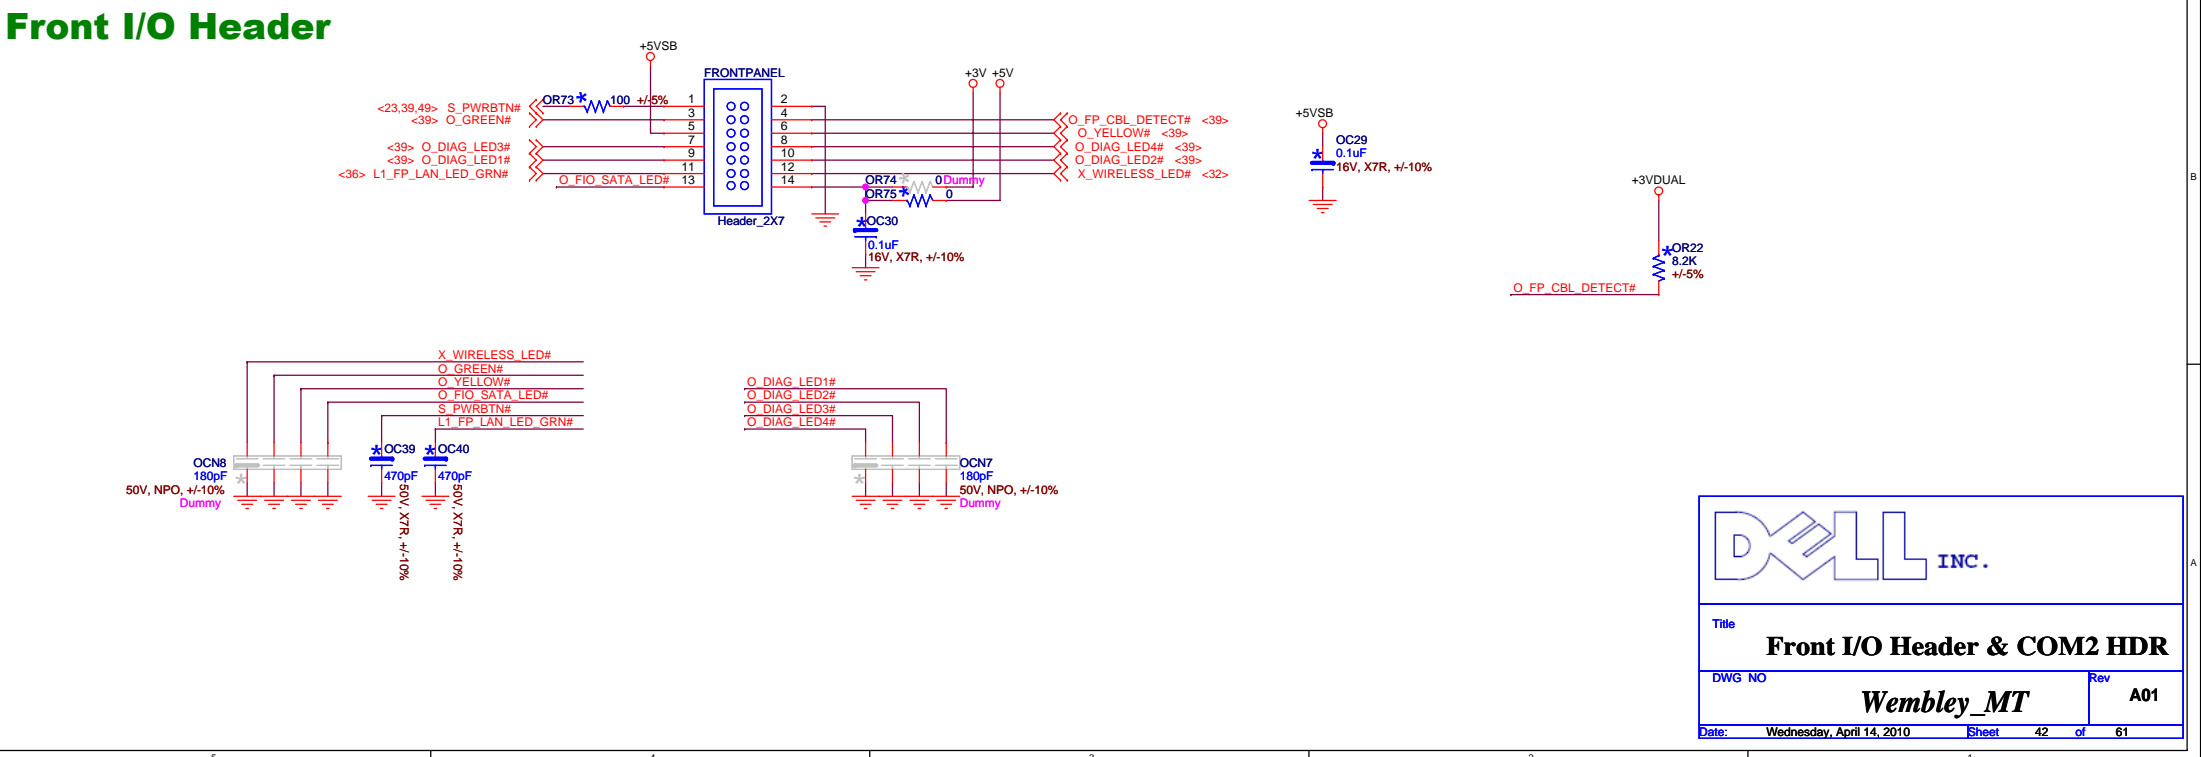 Front I/O Header
+5VSB
FRONTPANEL
+3V +5V
<23,39,49> S_PWRBTN#
OR73 * 100 +/-5%
1 2
<39> O_GREEN#
3 4
O_FP_CBL_DETECT# <39>
5 6
O_YELLOW# <39>
<39> O_DIAG_LED3#
7 8
O_DIAG_LED4# <39>
<39> O_DIAG_LED1#
9 10
O_DIAG_LED2# <39>
<36> L1_FP_LAN_LED_GRN#
11 12
X_WIRELESS_LED# <32>
O_FIO_SATA_LED#
13 14
OR74 * 0 Dummy
OR75 * 0
Header_2X7
*OC30
0.1uF
16V, X7R, +/-10%
+5VSB
OC29
* 0.1uF
16V, X7R, +/-10%
+3VDUAL
*OR22
8.2K
+/-5%
O_FP_CBL_DETECT#
X_WIRELESS_LED#
O_GREEN#
O_YELLOW#
O_FIO_SATA_LED#
S_PWRBTN#
L1_FP_LAN_LED_GRN#
OCN8
180pF
*
50V, NPO, +/-10%
Dummy
*OC39
470pF
50V, X7R, +/-10%
*OC40
470pF
50V, X7R, +/-10%
O_DIAG_LED1#
O_DIAG_LED2#
O_DIAG_LED3#
O_DIAG_LED4#
OCN7
180pF
*
50V, NPO, +/-10%
Dummy
B
A
DELL INC.
Title
Front I/O Header & COM2 HDR
DWG NO
Wembley_MT
Rev
A01
Date: Wednesday, April 14, 2010 Sheet 42 of 61